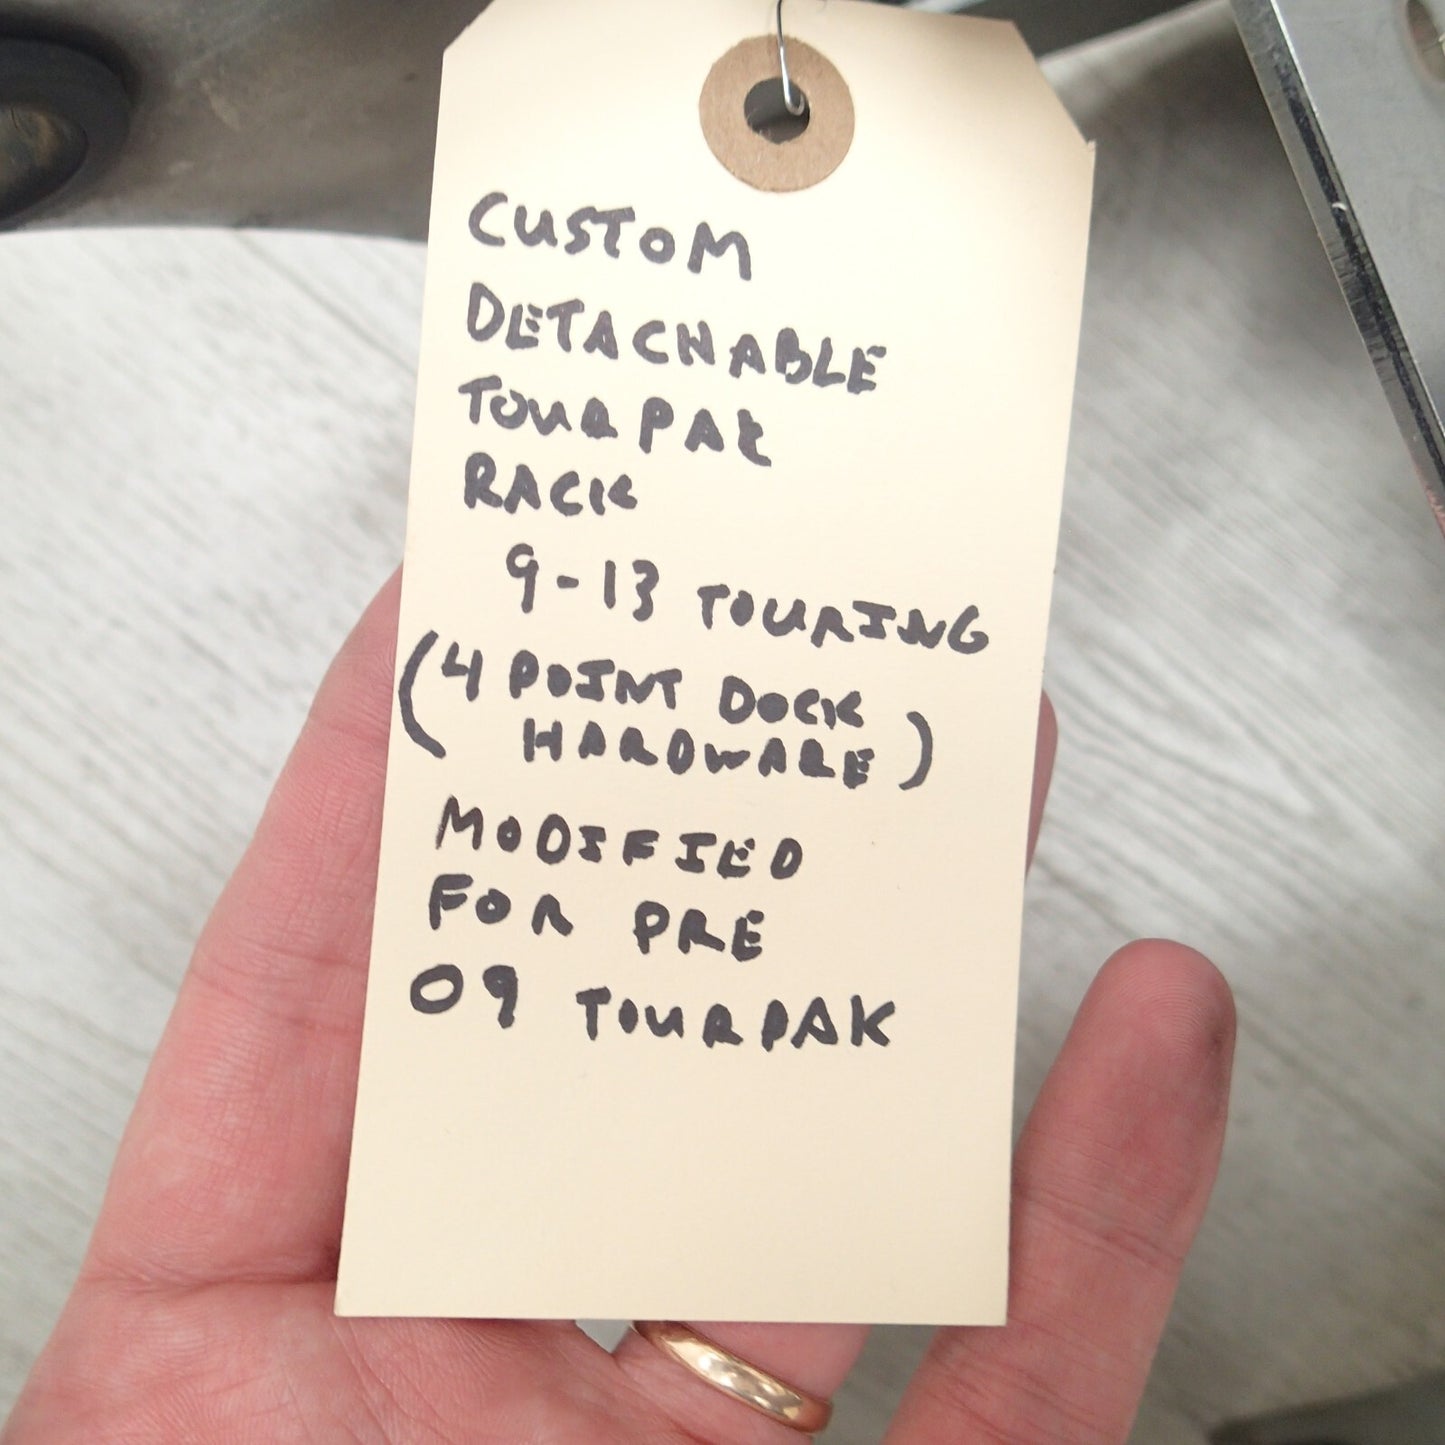 CUSTOM
DETACHABLE
TOURPAK
RACK
9-13 TOURING
(4 POINT DOCK
HARDWARE)
MODIFIED
FOR PRE
09 TOURPAK